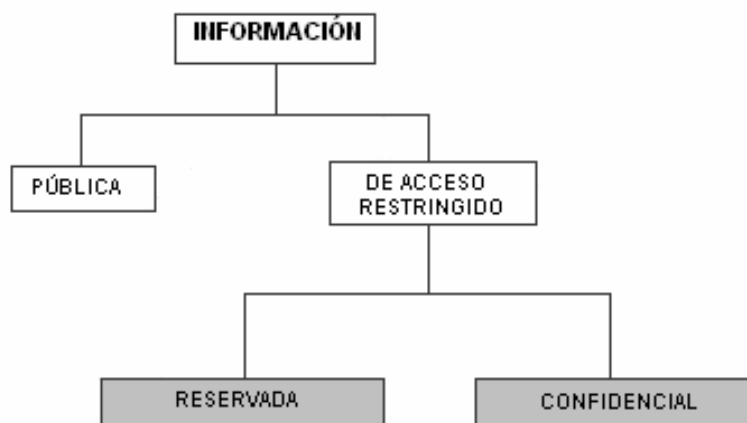 INFORMACIÓN
PÚBLICA
DE ACCESO
RESTRINGIDO
RESERVADA
CONFIDENCIAL